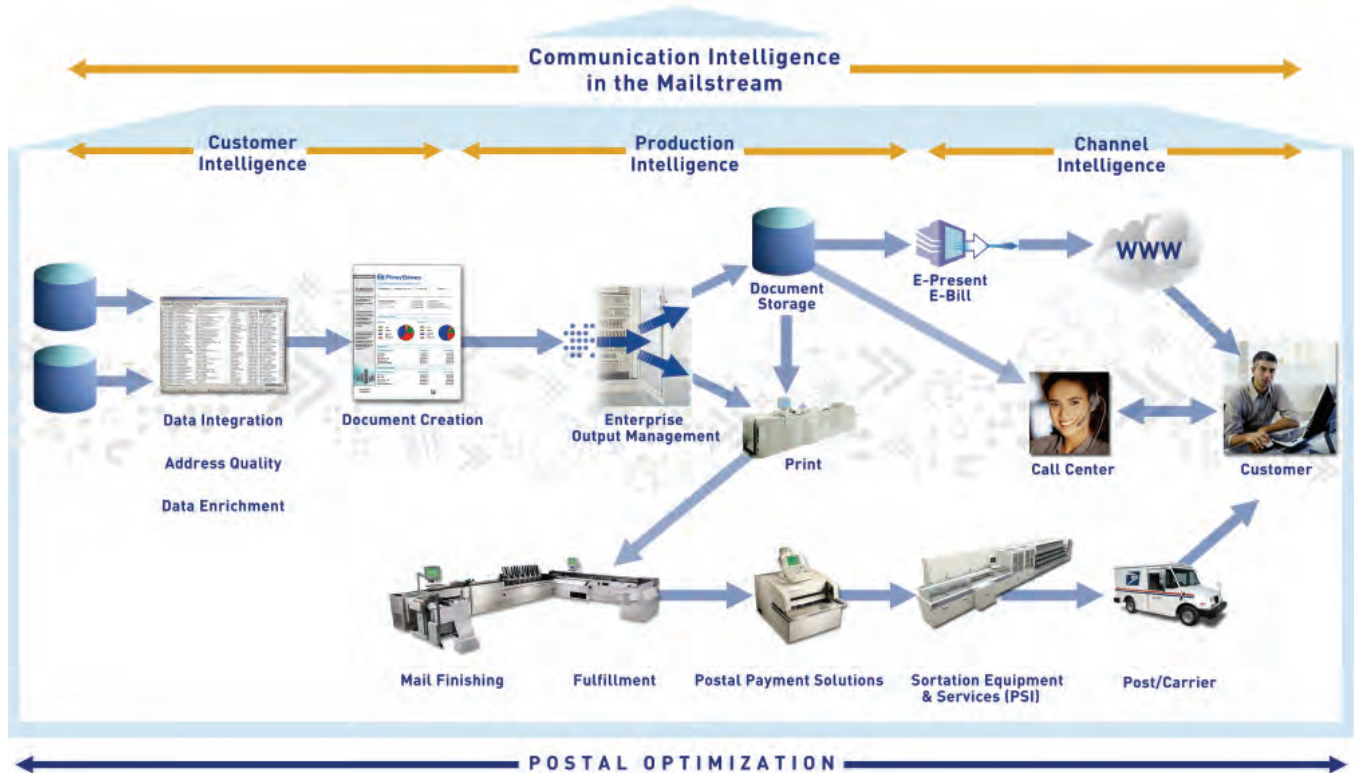 Communication Intelligence
in the Mailstream
Customer
Intelligence
Production
Intelligence
Channel
Intelligence
WWW
E-Present
E-Bill
Document
Storage
PitneyBowes
Data Integration
Document Creation
Enterprise
Output Management
Print
Call Center
Customer
Address Quality
Data Enrichment
Mail Finishing
Fulfillment
Postal Payment Solutions
Sortation Equipment
& Services (PSI)
Post/Carrier
POSTAL OPTIMIZATION